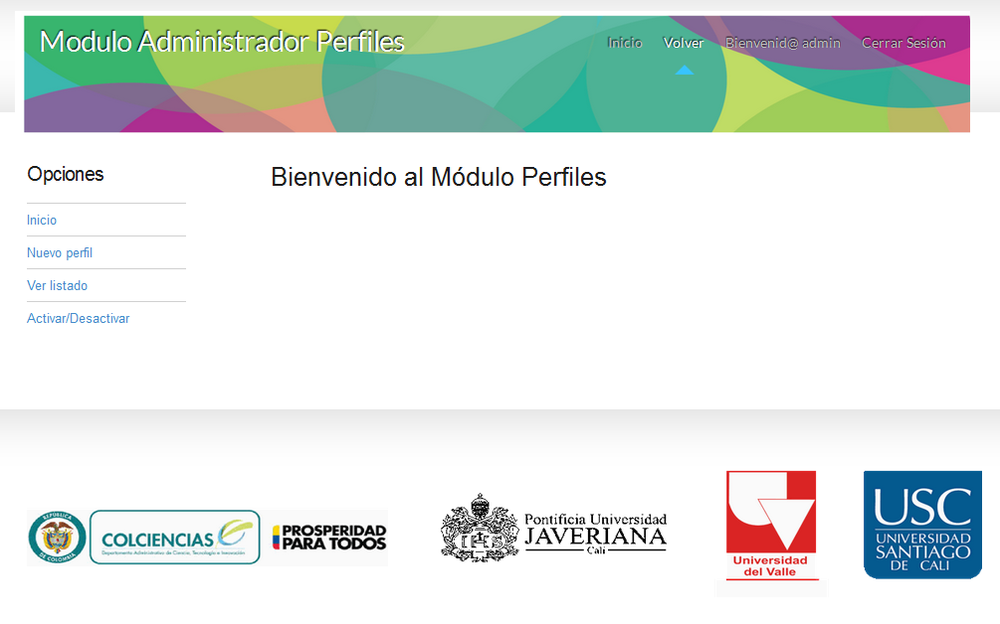 Modulo Administrador Perfiles
Inicio Volver Bienvenid@ admin Cerrar Sesión
Opciones
Inicio
Nuevo perfil
Ver listado
Activar/Desactivar
Bienvenido al Módulo Perfiles
REPUBLICA
DE COLOMBIA
COLCIENCIAS
Departamento Administrativo de Ciencia, Tecnología e Innovación
PROSPERIDAD
PARA TODOS
IHS
Pontificia Universidad
JAVERIANA
Cali
Universidad
del Valle
USC
UNIVERSIDAD
SANTIAGO
DE CALI